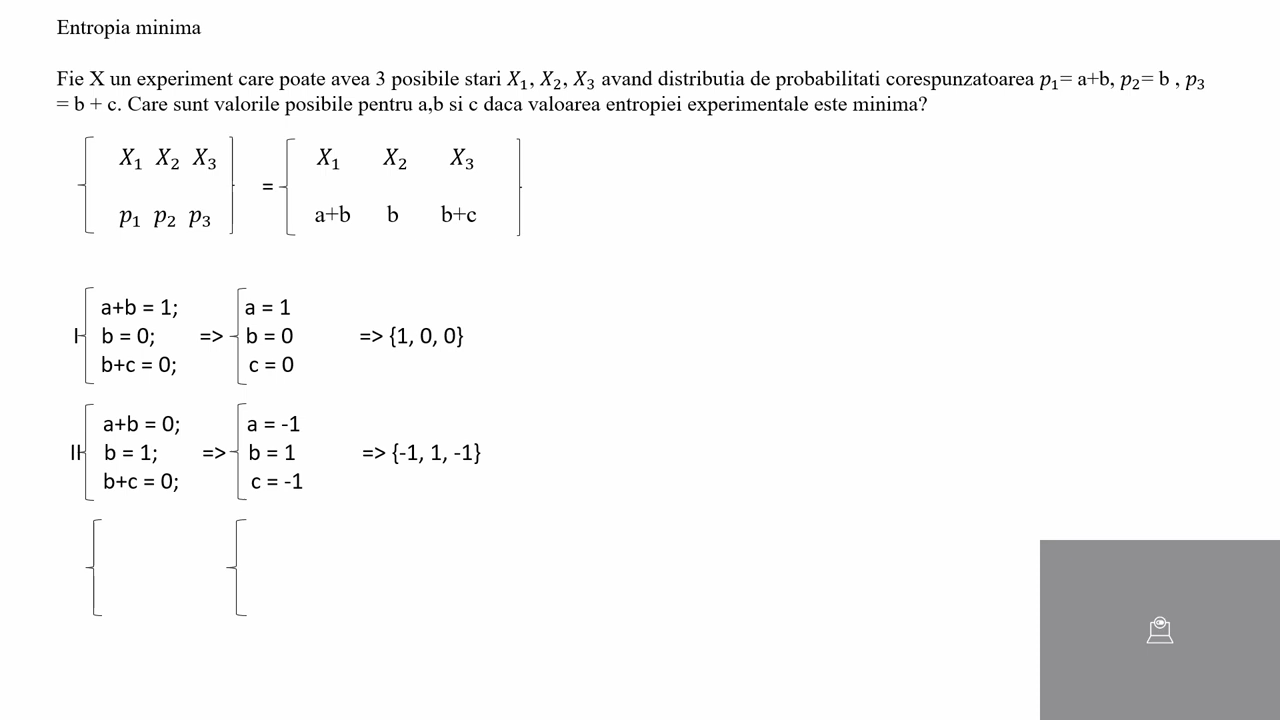 Entropia minima
Fie X un experiment care poate avea 3 posibile stari X₁, X₂, X₃ avand distributia de probabilitati corespunzatoarea p₁= a+b, p₂= b , p₃
= b + c. Care sunt valorile posibile pentru a,b si c daca valoarea entropiei experimentale este minima?
X₁ X₂ X₃ = X₁ X₂ X₃
p₁ p₂ p₃ a+b b b+c
a+b = 1; a = 1
I b = 0; => b = 0 => {1, 0, 0}
b+c = 0; c = 0
a+b = 0; a = -1
II b = 1; => b = 1 => {-1, 1, -1}
b+c = 0; c = -1